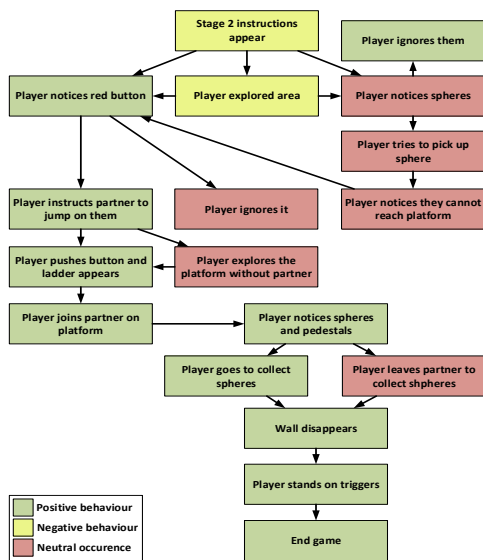 Stage 2 instructions
appear
Player ignores them
Player notices red button
Player explored area
Player notices spheres
Player tries to pick up
sphere
Player instructs partner to
jump on them
Player ignores it
Player notices they cannot
reach platform
Player pushes button and
ladder appears
Player explores the
platform without partner
Player joins partner on
platform
Player notices spheres
and pedestals
Player goes to collect
spheres
Player leaves partner to
collect shpheres
Wall disappears
Player stands on triggers
End game
Positive behaviour
Negative behaviour
Neutral occurence